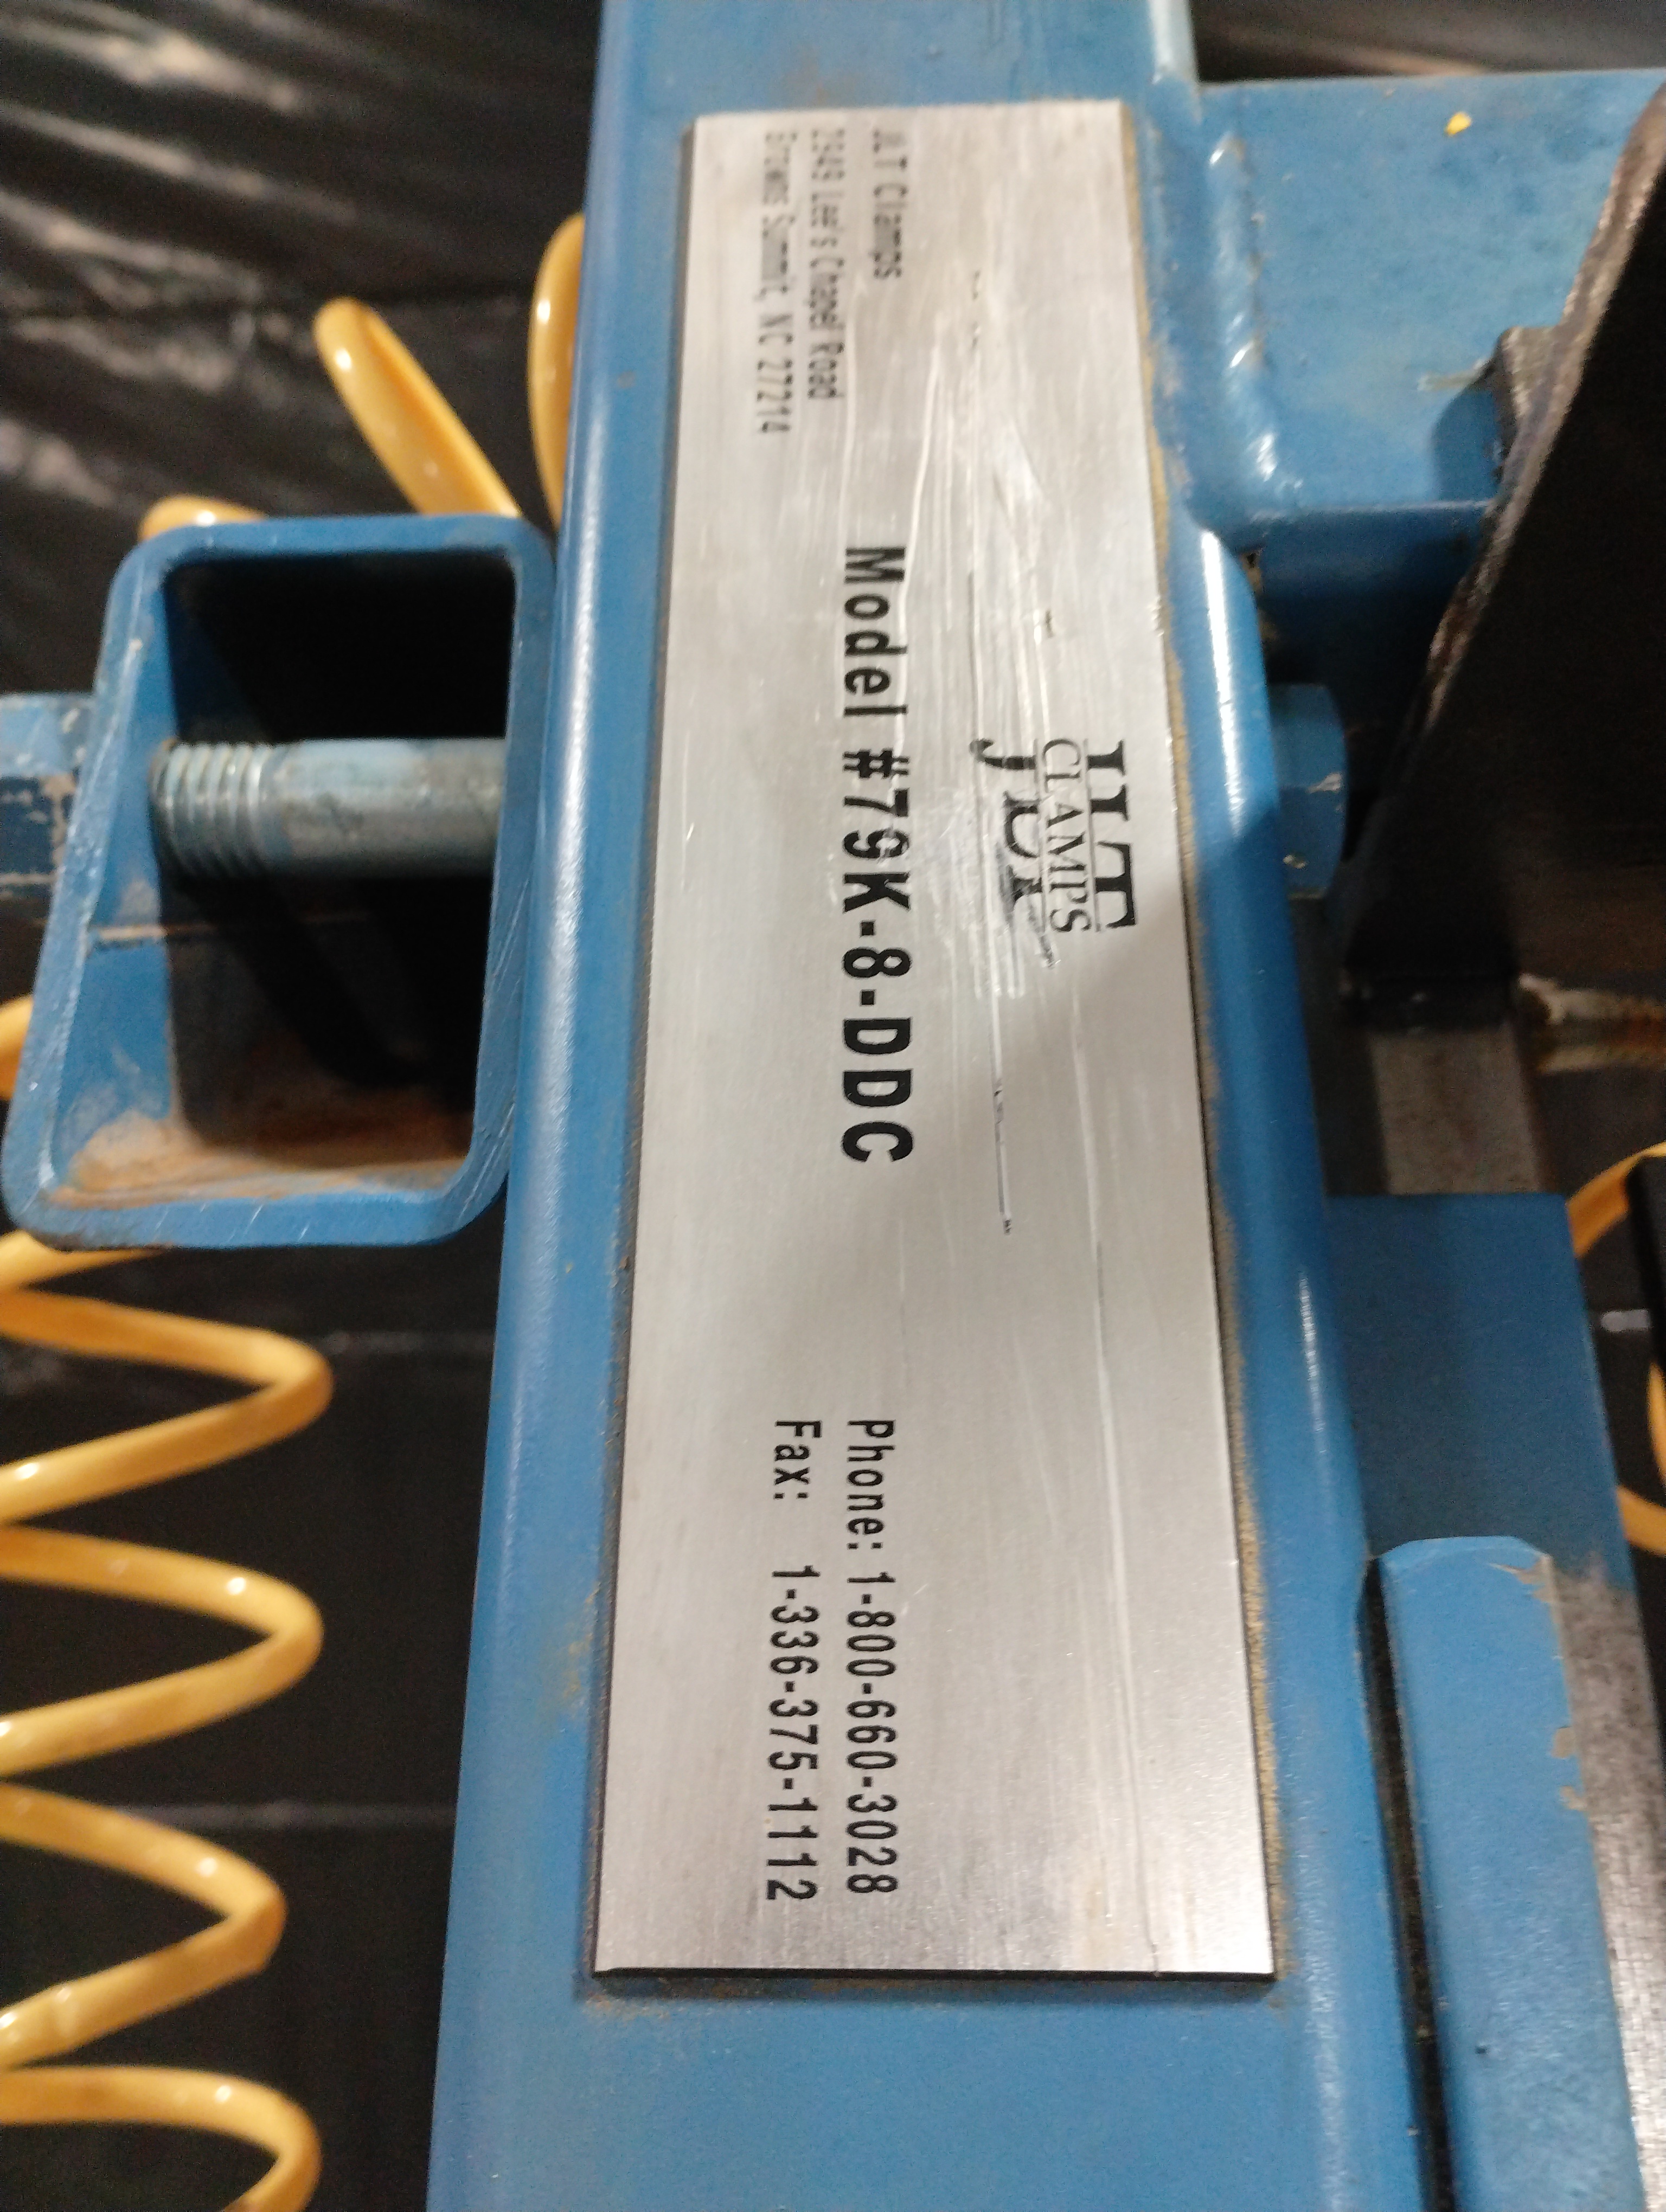 JLT
CLAMPS
JLT Clamps
Lee's Chapel Road
Browns Summit, NC 27214
Model #79K-8-DDC
Phone: 1-800-660-3028
Fax: 1-336-375-1112